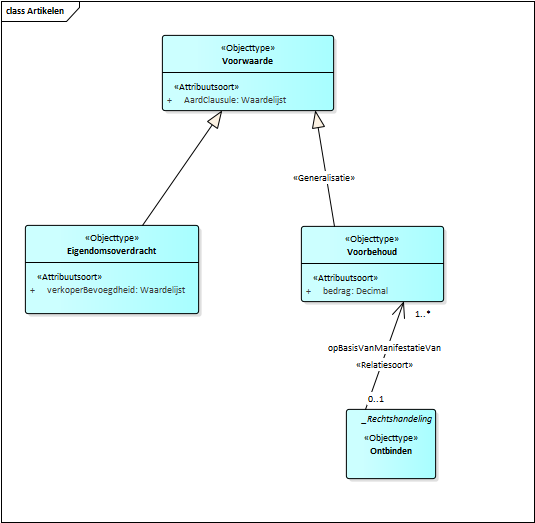 class Artikelen
«Objecttype»
Voorwaarde
«Attribuutsoort»
+ AardClausule: Waardelijst
«Generalisatie»
«Objecttype»
Eigendomsoverdracht
«Attribuutsoort»
+ verkoperBevoegdheid: Waardelijst
«Objecttype»
Voorbehoud
«Attribuutsoort»
+ bedrag: Decimal
1..*
opBasisVanManifestatieVan
«Relatiesoort»
0..1
_Rechtshandeling
«Objecttype»
Ontbinden